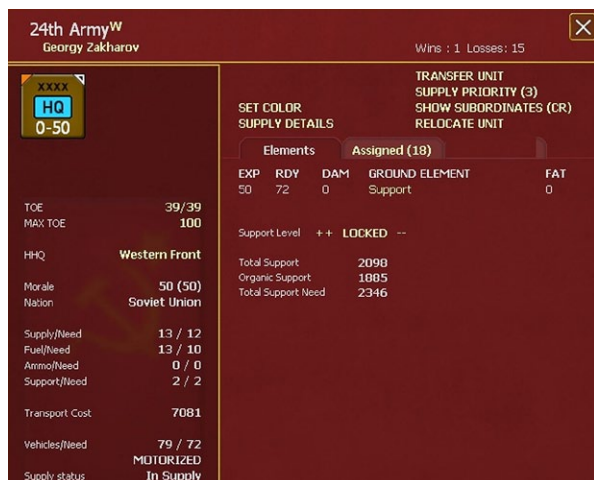 24th ArmyW
Georgy Zakharov
Wins : 1 Losses: 15
XXXX
HQ
0-50
TRANSFER UNIT
SUPPLY PRIORITY (3)
SET COLOR SHOW SUBORDINATES (CR)
SUPPLY DETAILS RELOCATE UNIT
Elements Assigned (18)
EXP RDY DAM GROUND ELEMENT FAT
50 72 0 Support 0
TOE 39/39
MAX TOE 100
Support Level ++ LOCKED --
HHQ Western Front
Total Support 2098
Organic Support 1885
Total Support Need 2346
Morale 50 (50)
Nation Soviet Union
Supply/Need 13 / 12
Fuel/Need 13 / 10
Ammo/Need 0 / 0
Support/Need 2 / 2
Transport Cost 7081
Vehicles/Need 79 / 72
MOTORIZED
Supply status In Supply